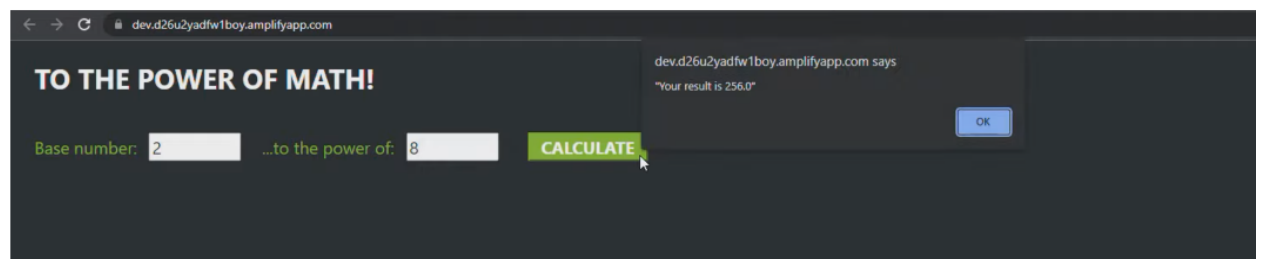 dev.d26u2yadfw1boy.amplifyapp.com
dev.d26u2yadfw1boy.amplifyapp.com says
"Your result is 256.0"
OK
TO THE POWER OF MATH!
Base number: 2 ...to the power of: 8 CALCULATE